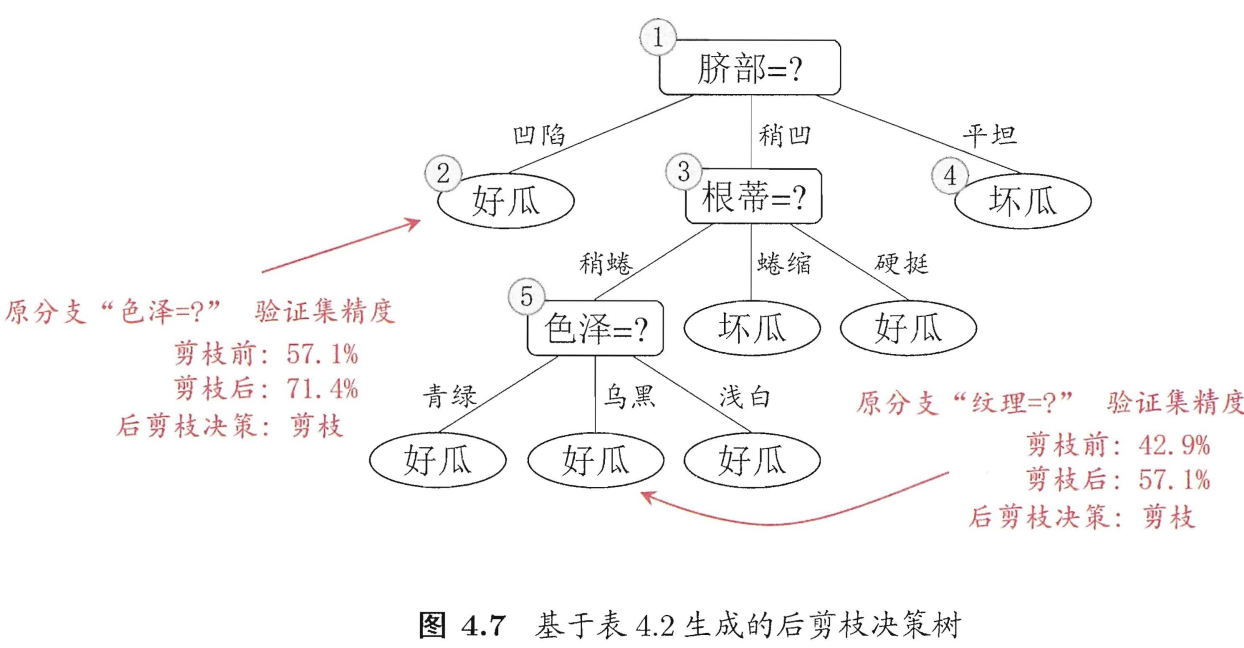 1
脐部=?
凹陷
稍凹
平坦
2
好瓜
3
根蒂=?
4
坏瓜
稍蜷
蜷缩
硬挺
5
色泽=?
坏瓜
好瓜
原分支“色泽=?” 验证集精度
剪枝前: 57.1%
剪枝后: 71.4%
后剪枝决策: 剪枝
青绿
乌黑
浅白
好瓜
好瓜
好瓜
原分支“纹理=?” 验证集精度
剪枝前: 42.9%
剪枝后: 57.1%
后剪枝决策: 剪枝
图 4.7 基于表 4.2 生成的后剪枝决策树